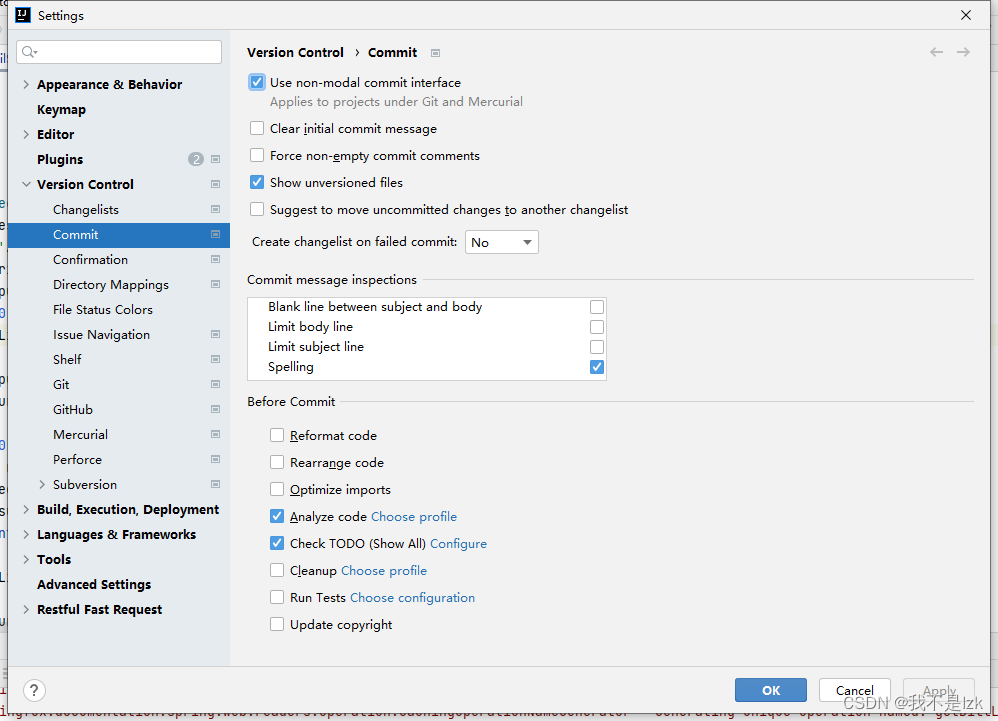 Settings
Appearance & Behavior
Keymap
Editor
Plugins 2
Version Control
Changelists
Commit
Confirmation
Directory Mappings
File Status Colors
Issue Navigation
Shelf
Git
GitHub
Mercurial
Perforce
Subversion
Build, Execution, Deployment
Languages & Frameworks
Tools
Advanced Settings
Restful Fast Request
Version Control › Commit
Use non-modal commit interface
Applies to projects under Git and Mercurial
Clear initial commit message
Force non-empty commit comments
Show unversioned files
Suggest to move uncommitted changes to another changelist
Create changelist on failed commit: No
Commit message inspections
Blank line between subject and body
Limit body line
Limit subject line
Spelling
Before Commit
Reformat code
Rearrange code
Optimize imports
Analyze code Choose profile
Check TODO (Show All) Configure
Cleanup Choose profile
Run Tests Choose configuration
Update copyright
? OK Cancel Apply
CSDN @我不是lzk